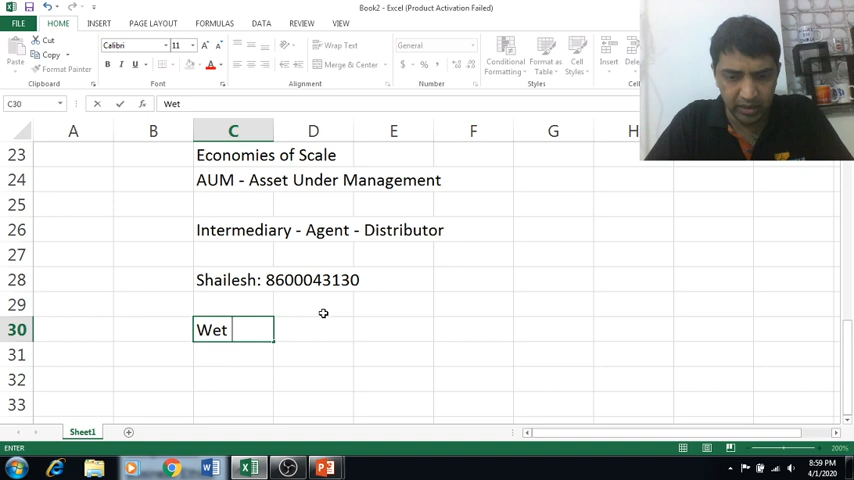 Book2 - Excel (Product Activation Failed)
FILE HOME INSERT PAGE LAYOUT FORMULAS DATA REVIEW VIEW
Cut
Copy
Format Painter
Paste
Clipboard
Calibri 11
B I U
Font
Wrap Text
Merge & Center
Alignment
General
Number
Conditional Formatting
Format as Table
Cell Styles
Styles
Insert
C30 Wet
A B C D E F G H
23 Economies of Scale
24 AUM - Asset Under Management
25
26 Intermediary - Agent - Distributor
27
28 Shailesh: 8600043130
29
30 Wet
31
32
33
Sheet1
ENTER 200%
8:59 PM
4/1/2020